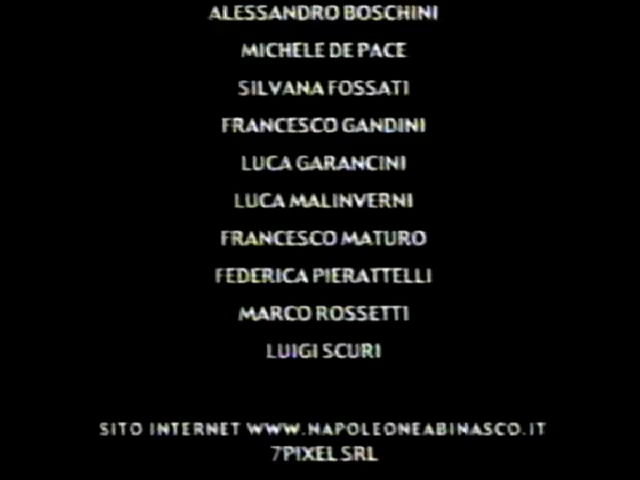 ALESSANDRO BOSCHINI
MICHELE DE PACE
SILVANA FOSSATI
FRANCESCO GANDINI
LUCA GARANCINI
LUCA MALINVERNI
FRANCESCO MATURO
FEDERICA PIERATTELLI
MARCO ROSSETTI
LUIGI SCURI
SITO INTERNET WWW.NAPOLEONEABINASCO.IT
7PIXEL SRL